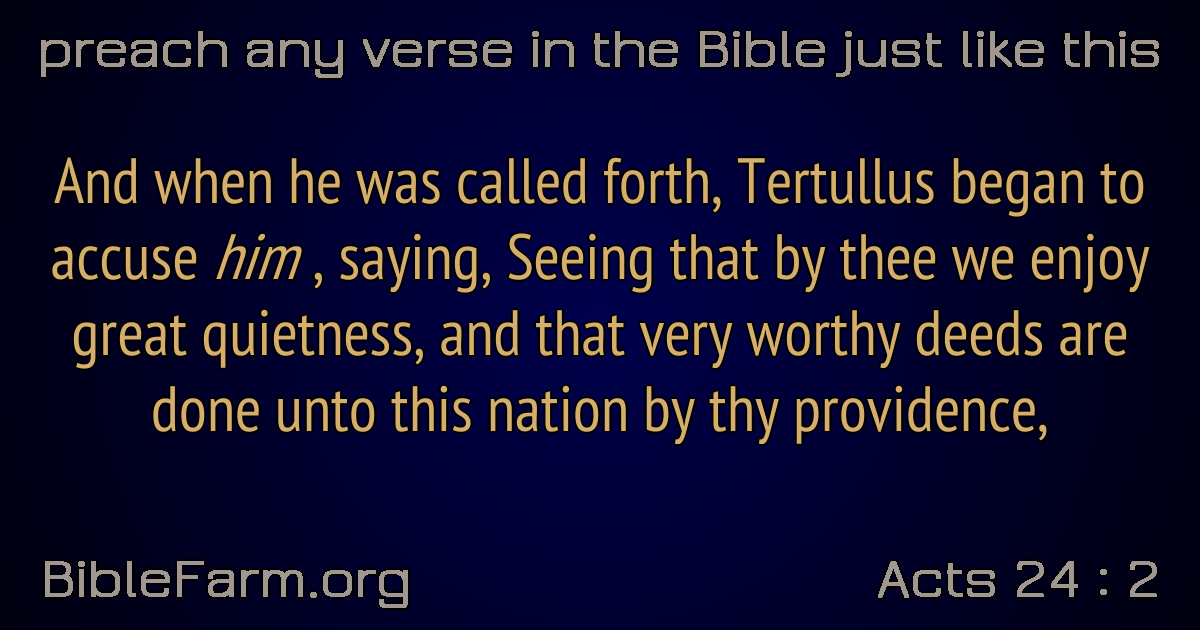 preach any verse in the Bible just like this
And when he was called forth, Tertullus began to
accuse him , saying, Seeing that by thee we enjoy
great quietness, and that very worthy deeds are
done unto this nation by thy providence,
BibleFarm.org
Acts 24 : 2